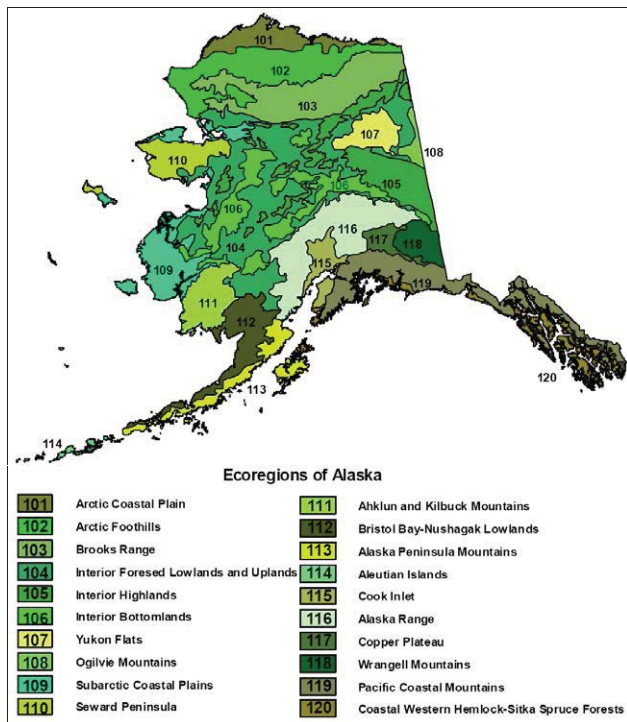 101
102
103
107
108
110
106
105
106
104
116
117
118
109
115
119
111
112
120
113
114
Ecoregions of Alaska
101 Arctic Coastal Plain
102 Arctic Foothills
103 Brooks Range
104 Interior Foresed Lowlands and Uplands
105 Interior Highlands
106 Interior Bottomlands
107 Yukon Flats
108 Ogilvie Mountains
109 Subarctic Coastal Plains
110 Seward Peninsula
111 Ahklun and Kilbuck Mountains
112 Bristol Bay-Nushagak Lowlands
113 Alaska Peninsula Mountains
114 Aleutian Islands
115 Cook Inlet
116 Alaska Range
117 Copper Plateau
118 Wrangell Mountains
119 Pacific Coastal Mountains
120 Coastal Western Hemlock-Sitka Spruce Forests